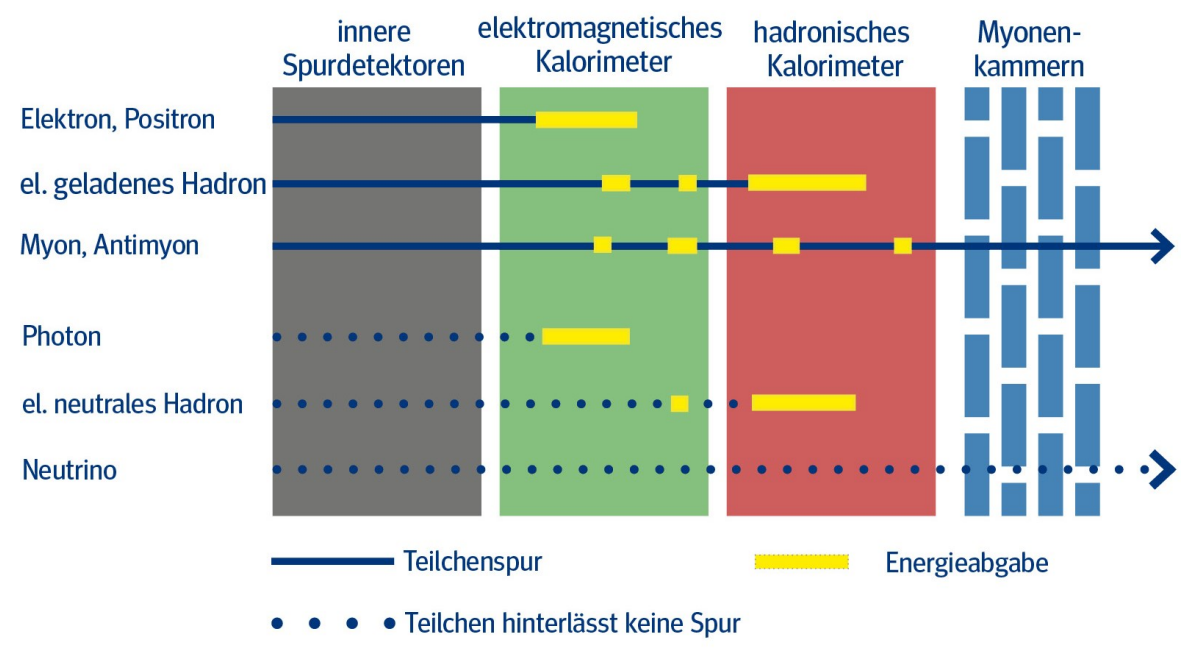 innere
Spurdetektoren
elektromagnetisches
Kalorimeter
hadronisches
Kalorimeter
Myonen-
kammern
Elektron, Positron
el. geladenes Hadron
Myon, Antimyon
Photon
el. neutrales Hadron
Neutrino
Teilchenspur
Energieabgabe
Teilchen hinterlässt keine Spur